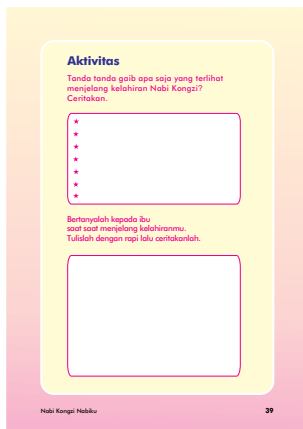 Aktivitas
Tanda tanda gaib apa saja yang terlihat
menjelang kelahiran Nabi Kongzi?
Ceritakan.
Bertanyalah kepada ibu
saat saat menjelang kelahiranmu.
Tulislah dengan rapi lalu ceritakanlah.
Nabi Kongzi Nabiku
39